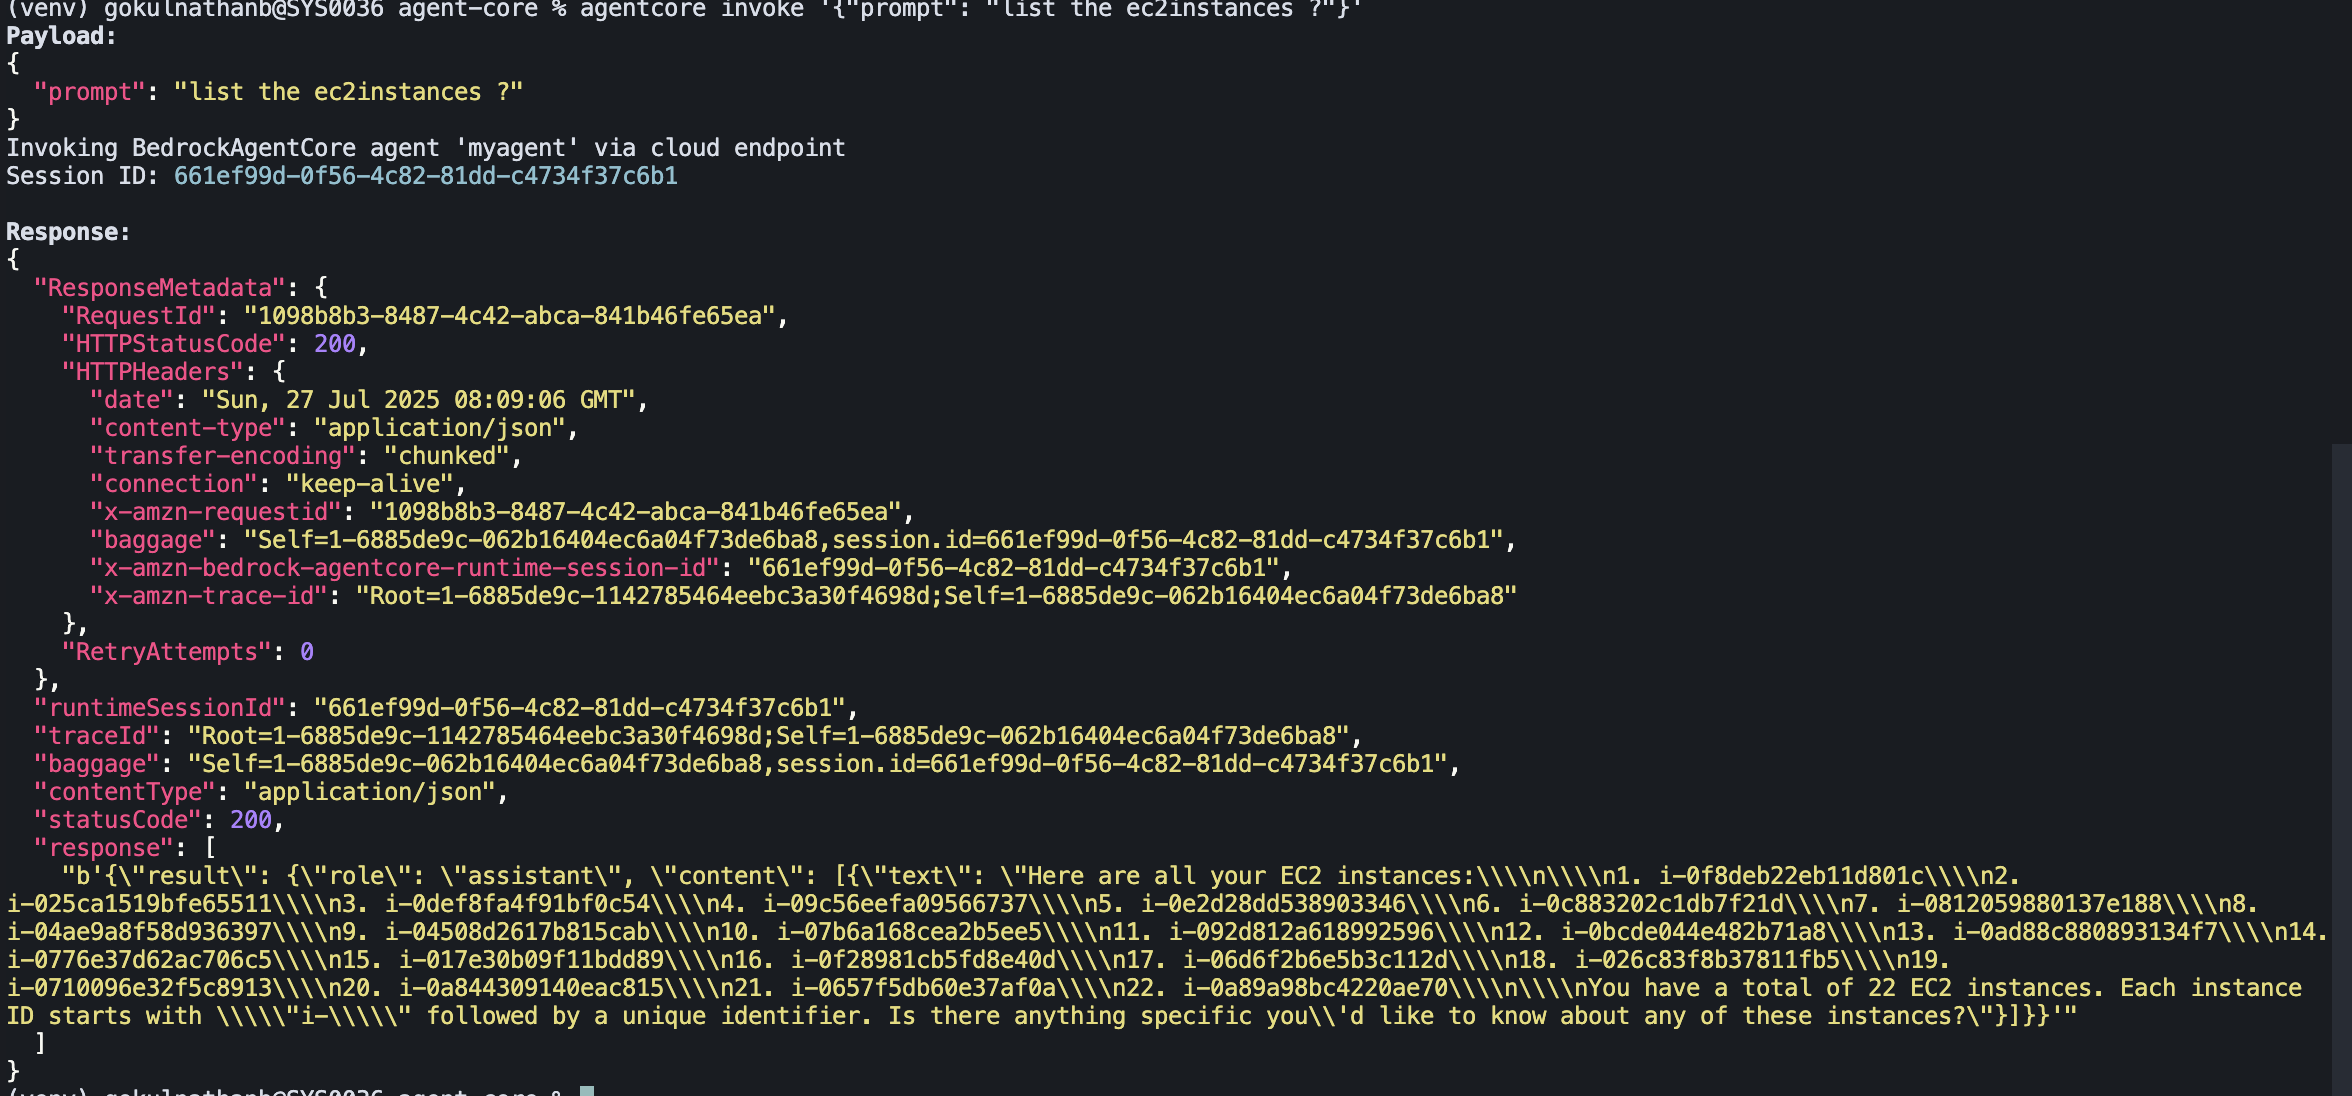 (venv) gokulnathanb@SYS0036 agent-core % agentcore invoke '{"prompt": "list the ec2instances ?"}'
Payload:
{
  "prompt": "list the ec2instances ?"
}
Invoking BedrockAgentCore agent 'myagent' via cloud endpoint
Session ID: 661ef99d-0f56-4c82-81dd-c4734f37c6b1

Response:
{
  "ResponseMetadata": {
    "RequestId": "1098b8b3-8487-4c42-abca-841b46fe65ea",
    "HTTPStatusCode": 200,
    "HTTPHeaders": {
      "date": "Sun, 27 Jul 2025 08:09:06 GMT",
      "content-type": "application/json",
      "transfer-encoding": "chunked",
      "connection": "keep-alive",
      "x-amzn-requestid": "1098b8b3-8487-4c42-abca-841b46fe65ea",
      "baggage": "Self=1-6885de9c-062b16404ec6a04f73de6ba8,session.id=661ef99d-0f56-4c82-81dd-c4734f37c6b1",
      "x-amzn-bedrock-agentcore-runtime-session-id": "661ef99d-0f56-4c82-81dd-c4734f37c6b1",
      "x-amzn-trace-id": "Root=1-6885de9c-1142785464eebc3a30f4698d;Self=1-6885de9c-062b16404ec6a04f73de6ba8"
    },
    "RetryAttempts": 0
  },
  "runtimeSessionId": "661ef99d-0f56-4c82-81dd-c4734f37c6b1",
  "traceId": "Root=1-6885de9c-1142785464eebc3a30f4698d;Self=1-6885de9c-062b16404ec6a04f73de6ba8",
  "baggage": "Self=1-6885de9c-062b16404ec6a04f73de6ba8,session.id=661ef99d-0f56-4c82-81dd-c4734f37c6b1",
  "contentType": "application/json",
  "statusCode": 200,
  "response": [
    "b'{\"result\": {\"role\": \"assistant\", \"content\": [{\"text\": \"Here are all your EC2 instances:\\\\n\\\\n1. i-0f8deb22eb11d801c\\\\n2.
i-025ca1519bfe65511\\\\n3. i-0def8fa4f91bf0c54\\\\n4. i-09c56eefa09566737\\\\n5. i-0e2d28dd538903346\\\\n6. i-0c883202c1db7f21d\\\\n7. i-0812059880137e188\\\\n8.
i-04ae9a8f58d936397\\\\n9. i-04508d2617b815cab\\\\n10. i-07b6a168cea2b5ee5\\\\n11. i-092d812a618992596\\\\n12. i-0bcde044e482b71a8\\\\n13. i-0ad88c880893134f7\\\\n14.
i-0776e37d62ac706c5\\\\n15. i-017e30b09f11bdd89\\\\n16. i-0f28981cb5fd8e40d\\\\n17. i-06d6f2b6e5b3c112d\\\\n18. i-026c83f8b37811fb5\\\\n19.
i-0710096e32f5c8913\\\\n20. i-0a844309140eac815\\\\n21. i-0657f5db60e37af0a\\\\n22. i-0a89a98bc4220ae70\\\\n\\\\nYou have a total of 22 EC2 instances. Each instance
ID starts with \\\\\"i-\\\\\" followed by a unique identifier. Is there anything specific you\\'d like to know about any of these instances?\"}]}}'"
  ]
}
(venv) gokulnathanb@SYS0036 agent-core %